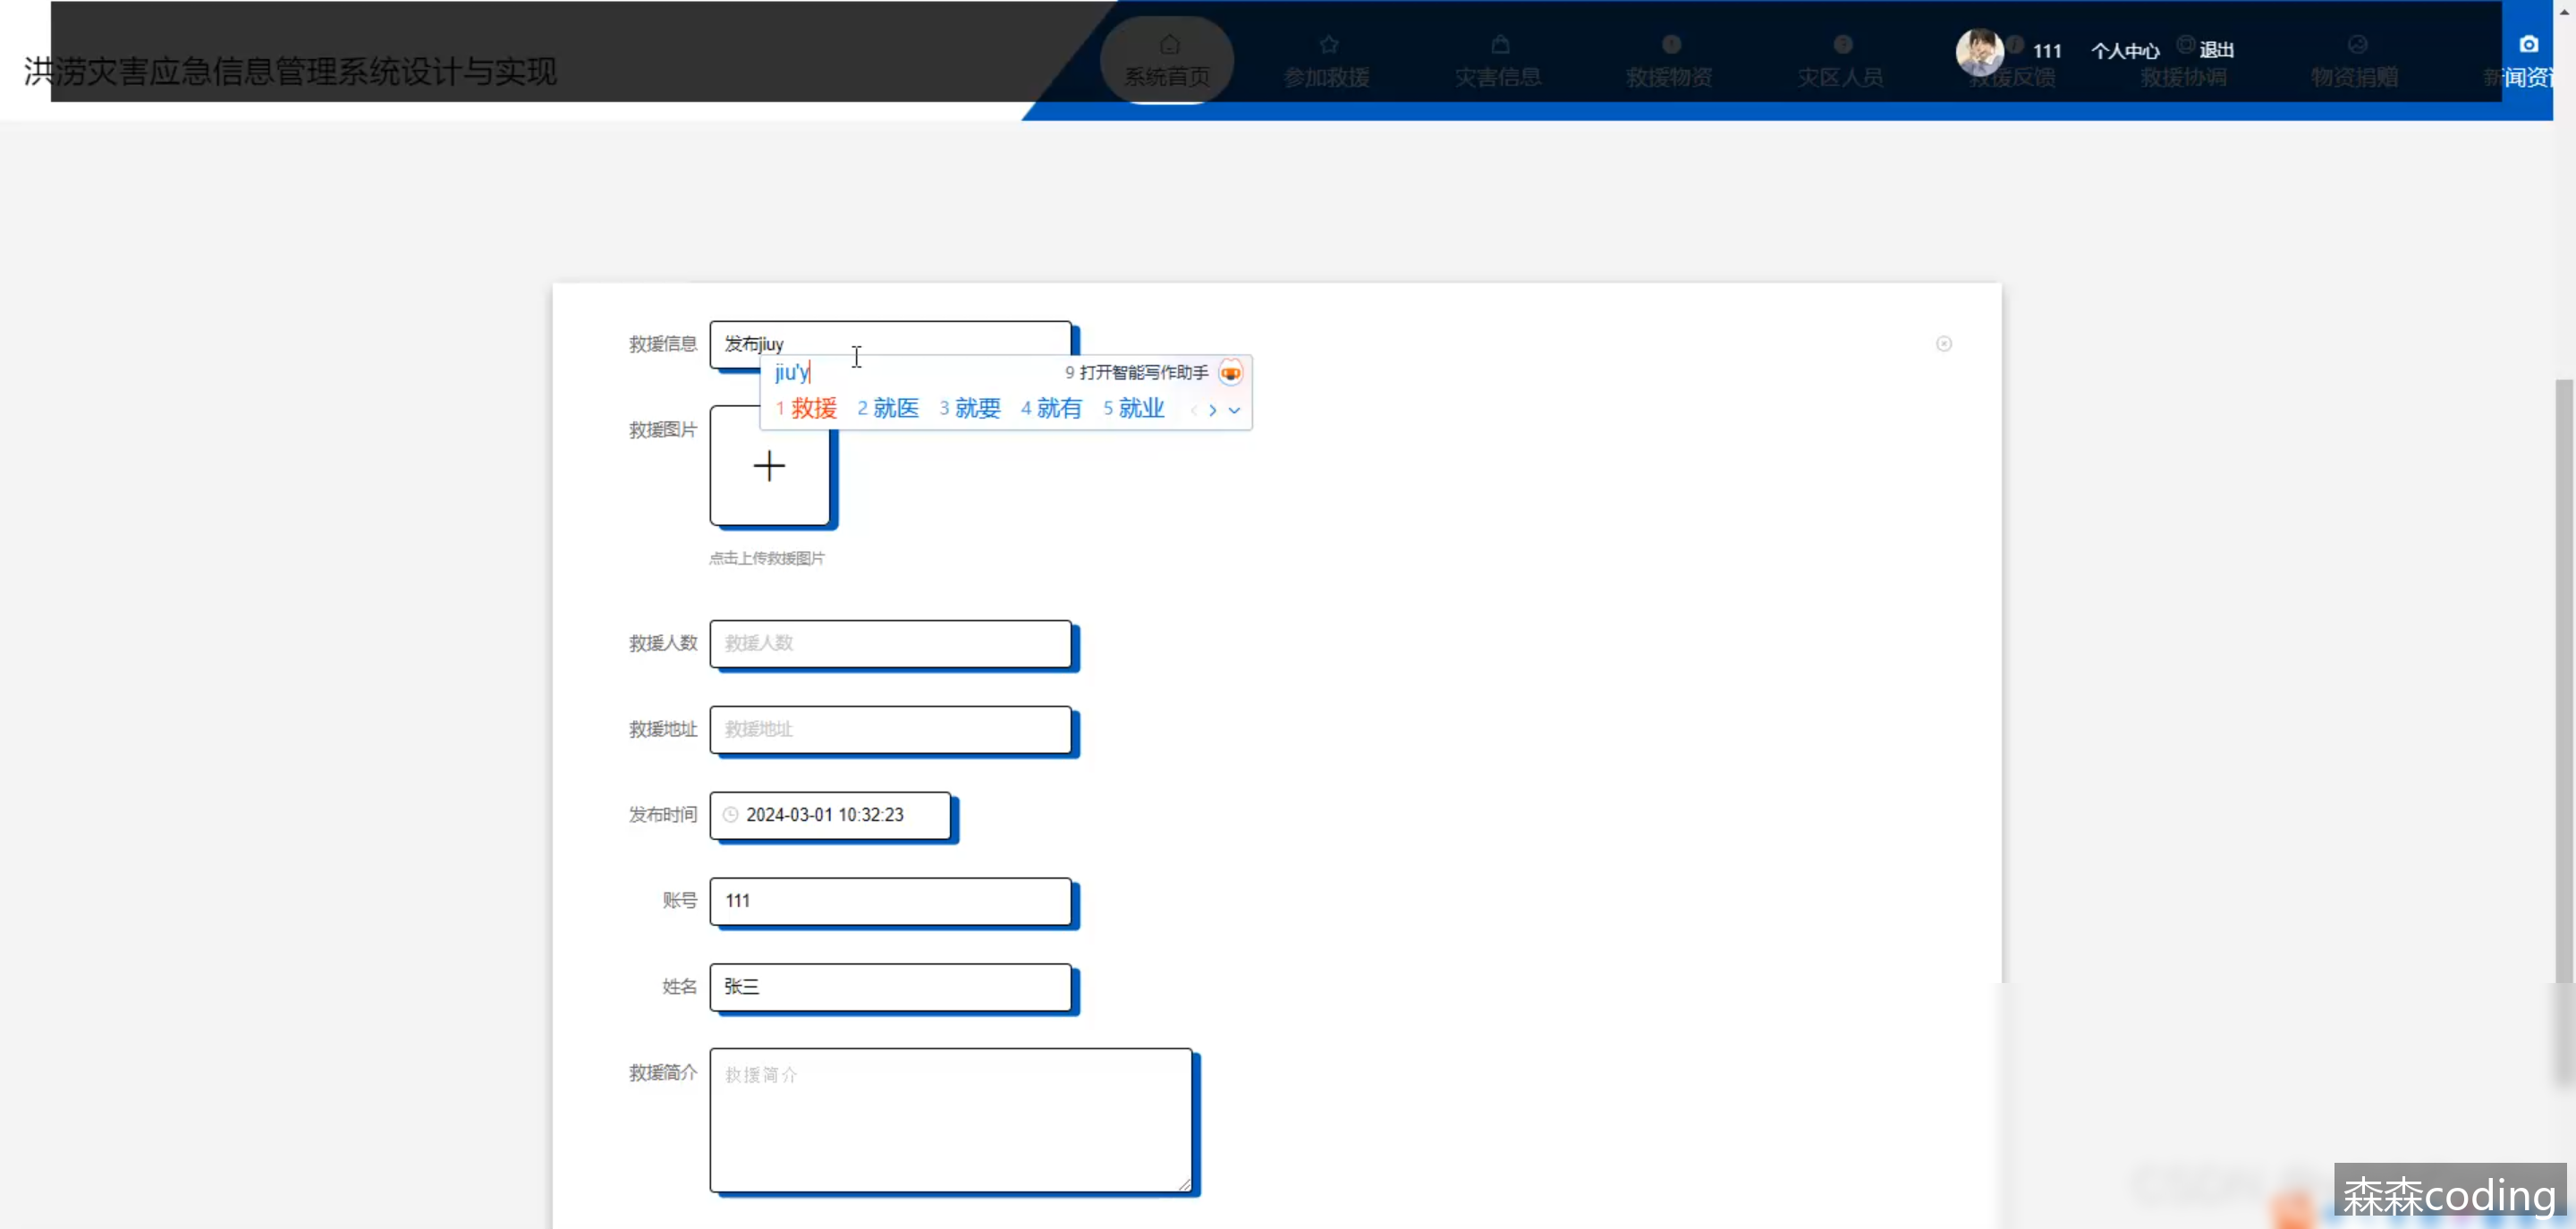 洪涝灾害应急信息管理系统设计与实现
系统首页
参加救援
灾害信息
救援物资
灾区人员
救援反馈
救援协调
物资捐赠
新闻资
111 个人中心 退出
救援信息 发布jiuy
jiu'y 9 打开智能写作助手
1 救援 2 就医 3 就要 4 就有 5 就业
救援图片
点击上传救援图片
救援人数 救援人数
救援地址 救援地址
发布时间 2024-03-01 10:32:23
账号 111
姓名 张三
救援简介 救援简介
森森coding